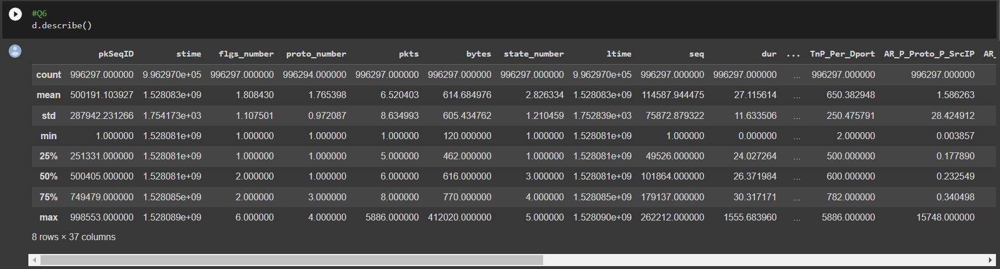 #Q6
d.describe()
pkSeqID stime flgs_number proto_number pkts bytes state_number ltime seq dur ... TnP_Per_Dport AR_P_Proto_P_SrcIP AR_
count 996297.000000 9.962970e+05 996297.000000 996294.000000 996297.000000 996297.000000 996297.000000 9.962970e+05 996297.000000 996297.000000 ... 996297.000000 996297.000000
mean 500191.103927 1.528083e+09 1.808430 1.765398 6.520403 614.684976 2.826334 1.528083e+09 114587.944475 27.115614 ... 650.382948 1.586263
std 287942.231266 1.754173e+03 1.107501 0.972087 8.634993 605.434762 1.210459 1.752839e+03 75872.879322 11.633506 ... 250.475791 28.424912
min 1.000000 1.528081e+09 1.000000 1.000000 1.000000 120.000000 1.000000 1.528081e+09 1.000000 0.000000 ... 2.000000 0.003857
25% 251331.000000 1.528081e+09 1.000000 1.000000 5.000000 462.000000 1.000000 1.528081e+09 49526.000000 24.027264 ... 500.000000 0.177890
50% 500405.000000 1.528081e+09 2.000000 1.000000 6.000000 616.000000 3.000000 1.528081e+09 101864.000000 26.371984 ... 600.000000 0.232549
75% 749479.000000 1.528085e+09 2.000000 3.000000 8.000000 770.000000 4.000000 1.528085e+09 179137.000000 30.317171 ... 782.000000 0.340498
max 998553.000000 1.528089e+09 6.000000 4.000000 5886.000000 412020.000000 5.000000 1.528090e+09 262212.000000 1555.683960 ... 5886.000000 15748.000000
8 rows × 37 columns